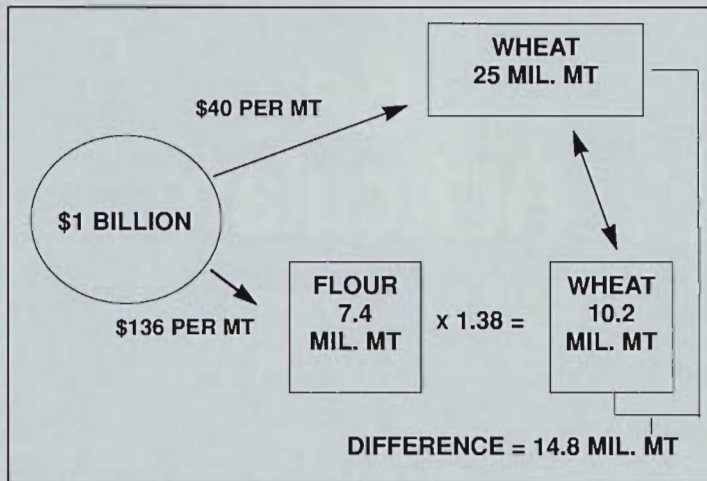 WHEAT
25 MIL. MT
$40 PER MT
$1 BILLION
$136 PER MT
FLOUR
7.4
MIL. MT
x 1.38 =
WHEAT
10.2
MIL. MT
DIFFERENCE = 14.8 MIL. MT